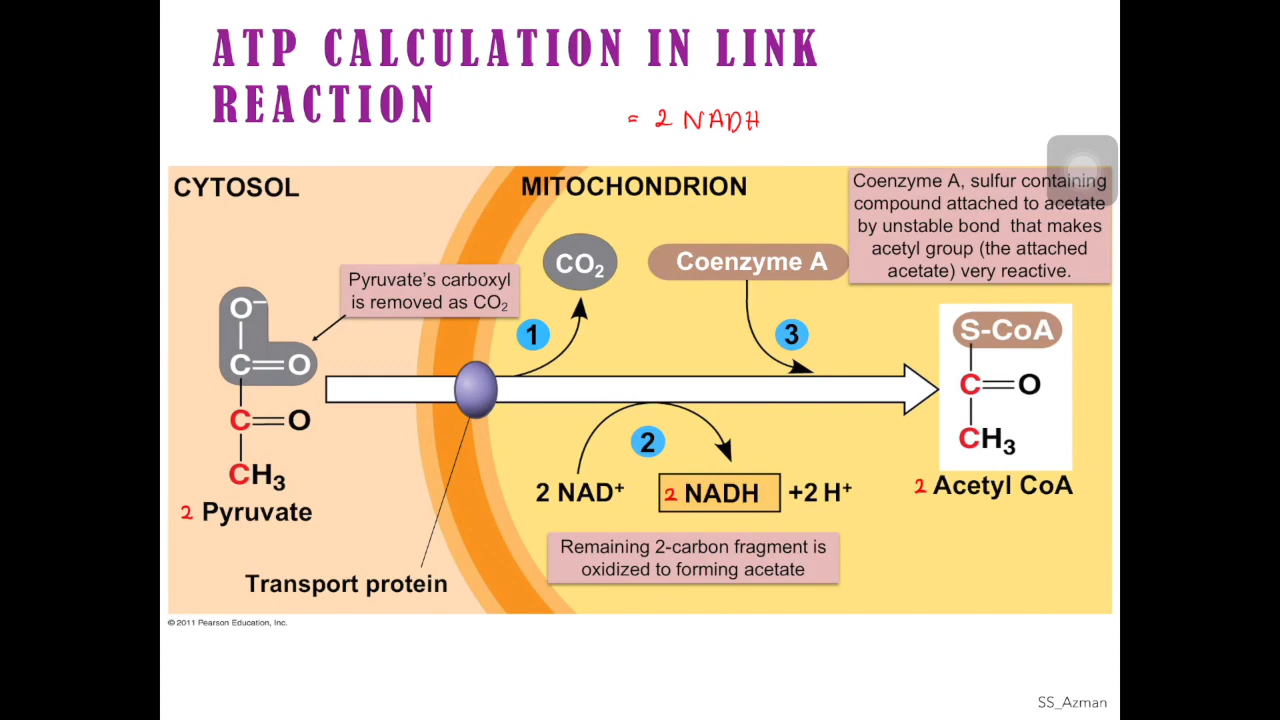 ATP CALCULATION IN LINK
REACTION
= 2 NADH
CYTOSOL
MITOCHONDRION
Coenzyme A, sulfur containing
compound attached to acetate
by unstable bond that makes
acetyl group (the attached
acetate) very reactive.
CO₂
Coenzyme A
Pyruvate's carboxyl
is removed as CO₂
1
3
O⁻
C=O
C=O
CH₃
2 Pyruvate
S-CoA
C=O
CH₃
2 Acetyl CoA
2
2 NAD⁺
2 NADH
+2 H⁺
Remaining 2-carbon fragment is
oxidized to forming acetate
Transport protein
© 2011 Pearson Education, Inc.
SS_Azman